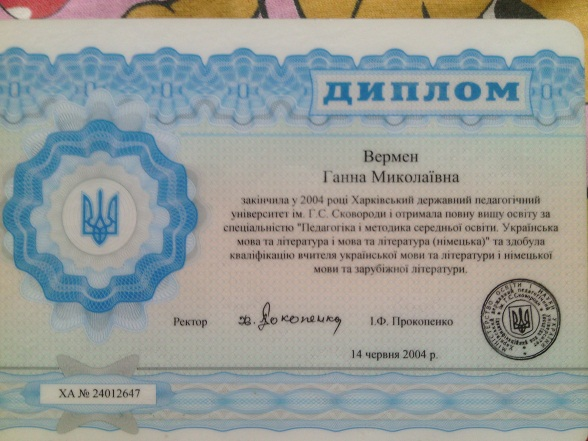 ДИПЛОМ
Вермен
Ганна Миколаївна
закінчила у 2004 році Харківський державний педагогічний
університет ім. Г.С. Сковороди і отримала повну вищу освіту за
спеціальністю "Педагогіка і методика середньої освіти. Українська
мова та література і мова та література (німецька)" та здобула
кваліфікацію вчителя української мови та літератури і німецької
мови та зарубіжної літератури.
Ректор
І.Ф. Прокопенко
14 червня 2004 р.
ХА № 24012647